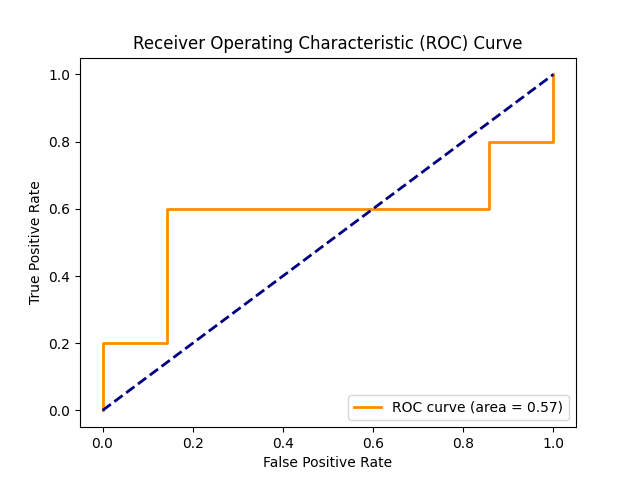 Receiver Operating Characteristic (ROC) Curve
1.0
0.8
0.6
0.4
0.2
0.0
True Positive Rate
ROC curve (area = 0.57)
0.0 0.2 0.4 0.6 0.8 1.0
False Positive Rate